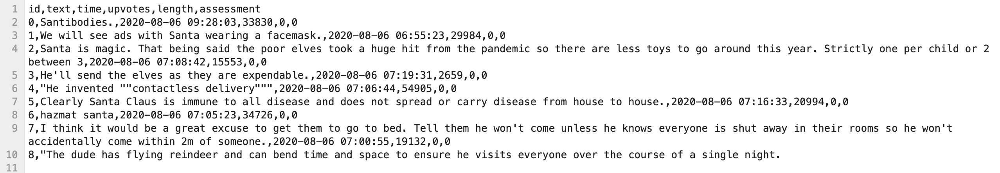 1 id,text,time,upvotes,length,assessment
2 0,Santibodies.,2020-08-06 09:28:03,33830,0,0
3 1,We will see ads with Santa wearing a facemask.,2020-08-06 06:55:23,29984,0,0
4 2,Santa is magic. That being said the poor elves took a huge hit from the pandemic so there are less toys to go around this year. Strictly one per child or 2
between 3,2020-08-06 07:08:42,15553,0,0
5 3,He'll send the elves as they are expendable.,2020-08-06 07:19:31,2659,0,0
6 4,"He invented ""contactless delivery""",2020-08-06 07:06:44,54905,0,0
7 5,Clearly Santa Claus is immune to all disease and does not spread or carry disease from house to house.,2020-08-06 07:16:33,20994,0,0
8 6,hazmat santa,2020-08-06 07:05:23,34726,0,0
9 7,I think it would be a great excuse to get them to go to bed. Tell them he won't come unless he knows everyone is shut away in their rooms so he won't
accidentally come within 2m of someone.,2020-08-06 07:00:55,19132,0,0
10 8,"The dude has flying reindeer and can bend time and space to ensure he visits everyone over the course of a single night.
11